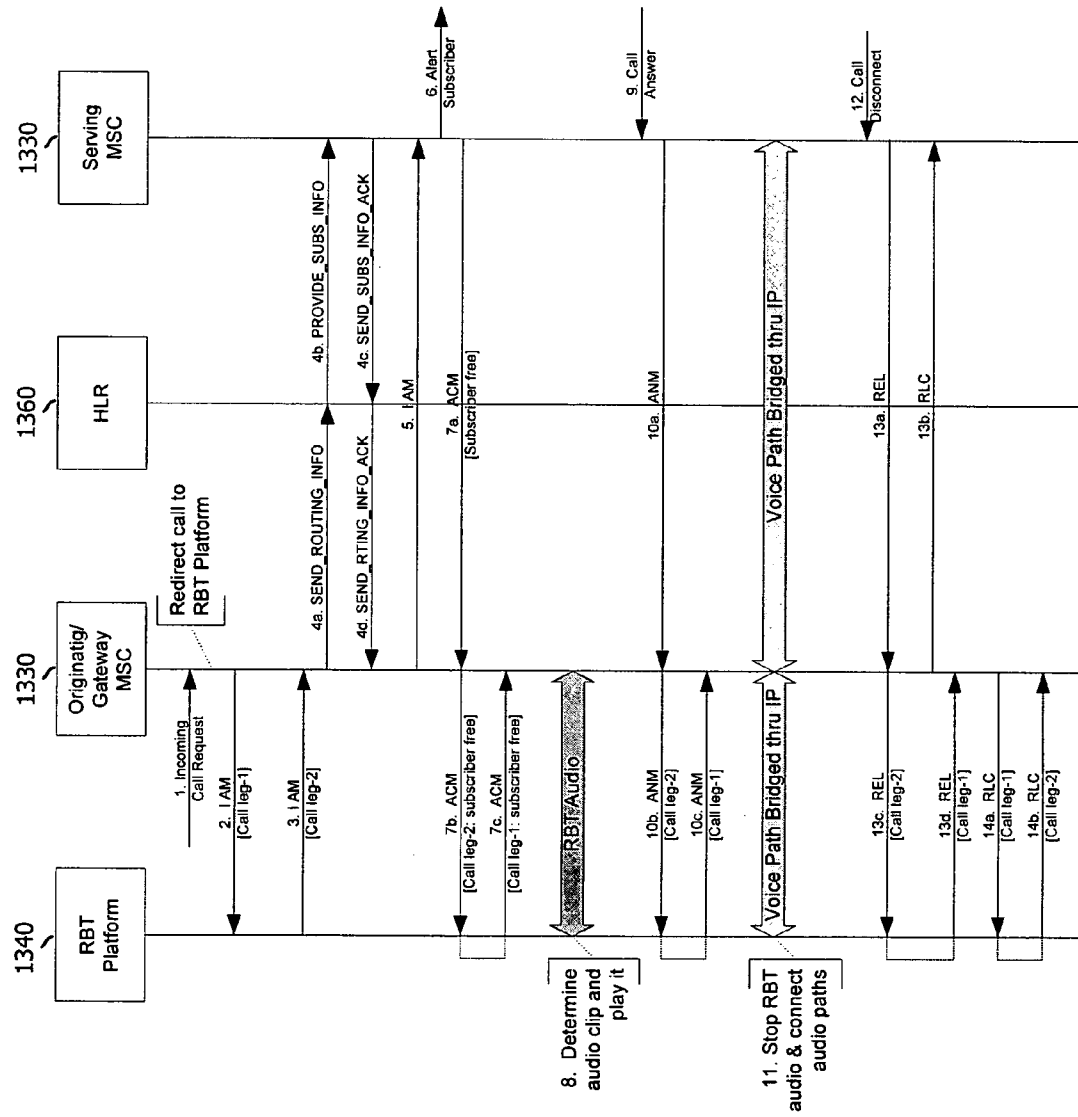 1340
RBT
Platform
1330
Originatig/
Gateway
MSC
1360
HLR
1330
Serving
MSC
1. Incoming
Call Request
Redirect call to
RBT Platform
2. I AM
[Call leg-1]
3. I AM
[Call leg-2]
4a. SEND_ROUTING_INFO
4b. PROVIDE_SUBS_INFO
4c. SEND_SUBS_INFO_ACK
4d. SEND_RTING_INFO_ACK
5. I AM
6. Alert
Subscriber
7a. ACM
[Subscriber free]
7b. ACM
[Call leg-2: subscriber free]
7c. ACM
[Call leg-1: subscriber free]
8. Determine
audio clip and
play it
RBT Audio
9. Call
Answer
10a. ANM
10b. ANM
[Call leg-2]
10c. ANM
[Call leg-1]
11. Stop RBT
audio & connect
audio paths
Voice Path Bridged thru IP
Voice Path Bridged thru IP
12. Call
Disconnect
13a. REL
13b. RLC
13c. REL
[Call leg-2]
13d. REL
[Call leg-1]
14a. RLC
[Call leg-1]
14b. RLC
[Call leg-2]